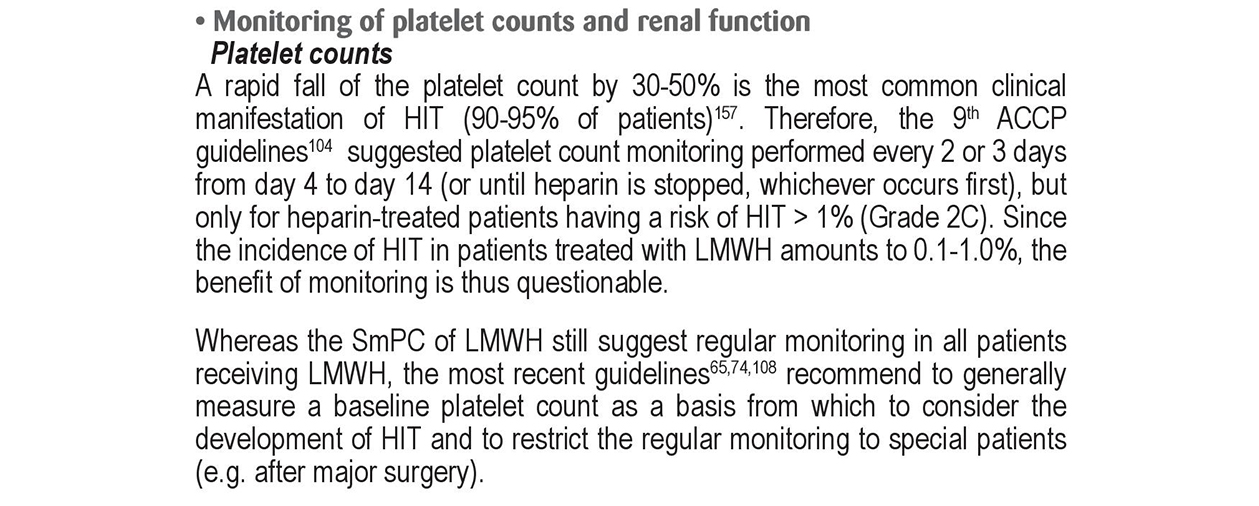 • Monitoring of platelet counts and renal function
Platelet counts
A rapid fall of the platelet count by 30-50% is the most common clinical
manifestation of HIT (90-95% of patients)157. Therefore, the 9th ACCP
guidelines104 suggested platelet count monitoring performed every 2 or 3 days
from day 4 to day 14 (or until heparin is stopped, whichever occurs first), but
only for heparin-treated patients having a risk of HIT > 1% (Grade 2C). Since
the incidence of HIT in patients treated with LMWH amounts to 0.1-1.0%, the
benefit of monitoring is thus questionable.
Whereas the SmPC of LMWH still suggest regular monitoring in all patients
receiving LMWH, the most recent guidelines65,74,108 recommend to generally
measure a baseline platelet count as a basis from which to consider the
development of HIT and to restrict the regular monitoring to special patients
(e.g. after major surgery).